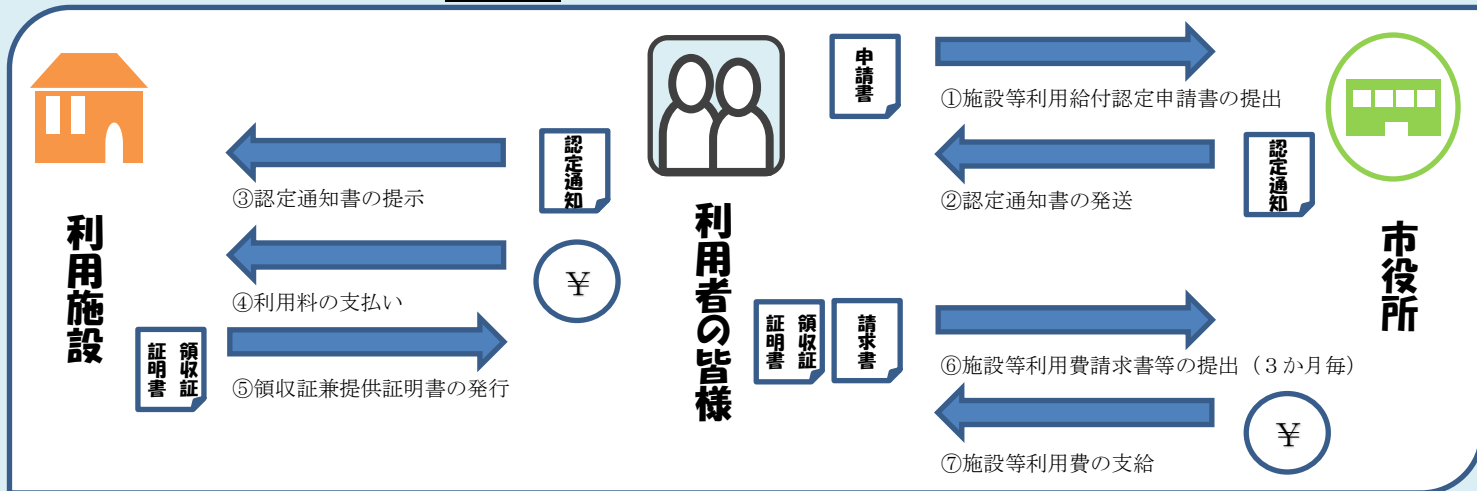 申請書
①施設等利用給付認定申請書の提出
認定通知
②認定通知書の発送
認定通知
③認定通知書の提示
¥
④利用料の支払い
領収証
証明書
⑤領収証兼提供証明書の発行
領収証
証明書
請求書
⑥施設等利用費請求書等の提出（３か月毎）
¥
⑦施設等利用費の支給
利用施設
利用者の皆様
市役所